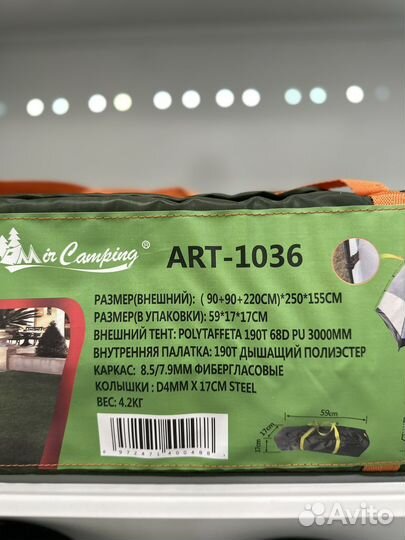 Mir Camping®
ART-1036
РАЗМЕР(ВНЕШНИЙ): ( 90+90+220CM)*250*155CM
РАЗМЕР(В УПАКОВКИ): 59*17*17CM
ВНЕШНИЙ ТЕНТ: POLYTAFFETA 190T 68D PU 3000MM
ВНУТРЕННЯЯ ПАЛАТКА: 190T ДЫШАЩИЙ ПОЛИЭСТЕР
КАРКАС: 8.5/7.9MM ФИБЕРГЛАСОВЫЕ
КОЛЫШКИ : D4MM X 17CM STEEL
ВЕС: 4.2КГ
59cm
17cm
17cm
Avito